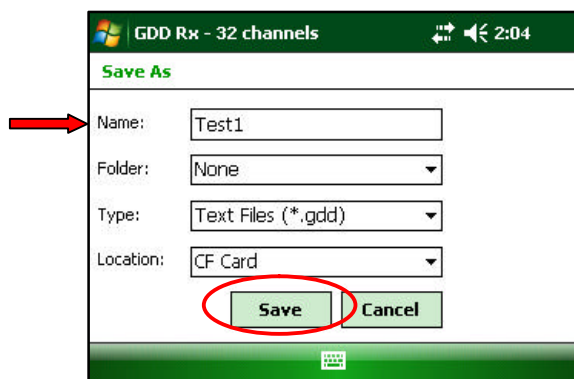 GDD Rx - 32 channels 2:04
Save As
Name: Test1
Folder: None
Type: Text Files (*.gdd)
Location: CF Card
Save Cancel